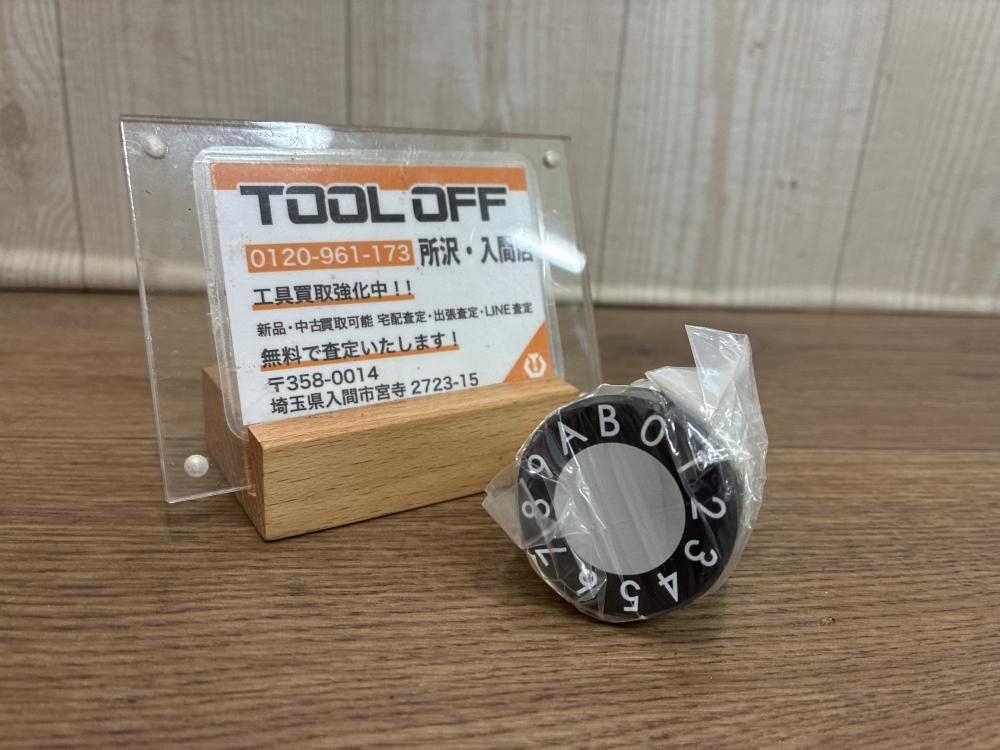 TOOL OFF
0120-961-173 所沢・入間店
工具買取強化中!!
新品・中古買取可能 宅配査定・出張査定・LINE査定
無料で査定いたします!
〒358-0014
埼玉県入間市宮寺 2723-15
A B 0 1 2 3 4 5 6 7 8 9